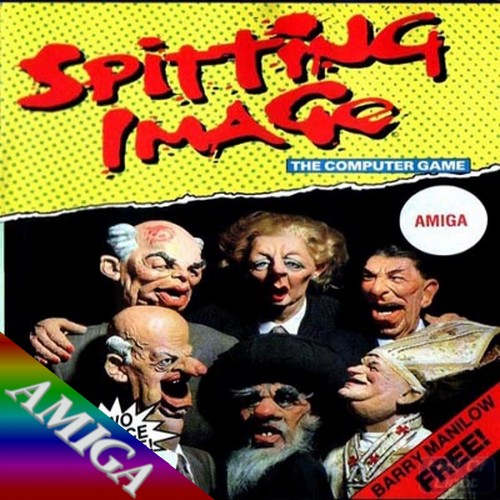 SPITTING
IMAGE
THE COMPUTER GAME
AMIGA
AMIGA
BARRY MANILOW
FREE!